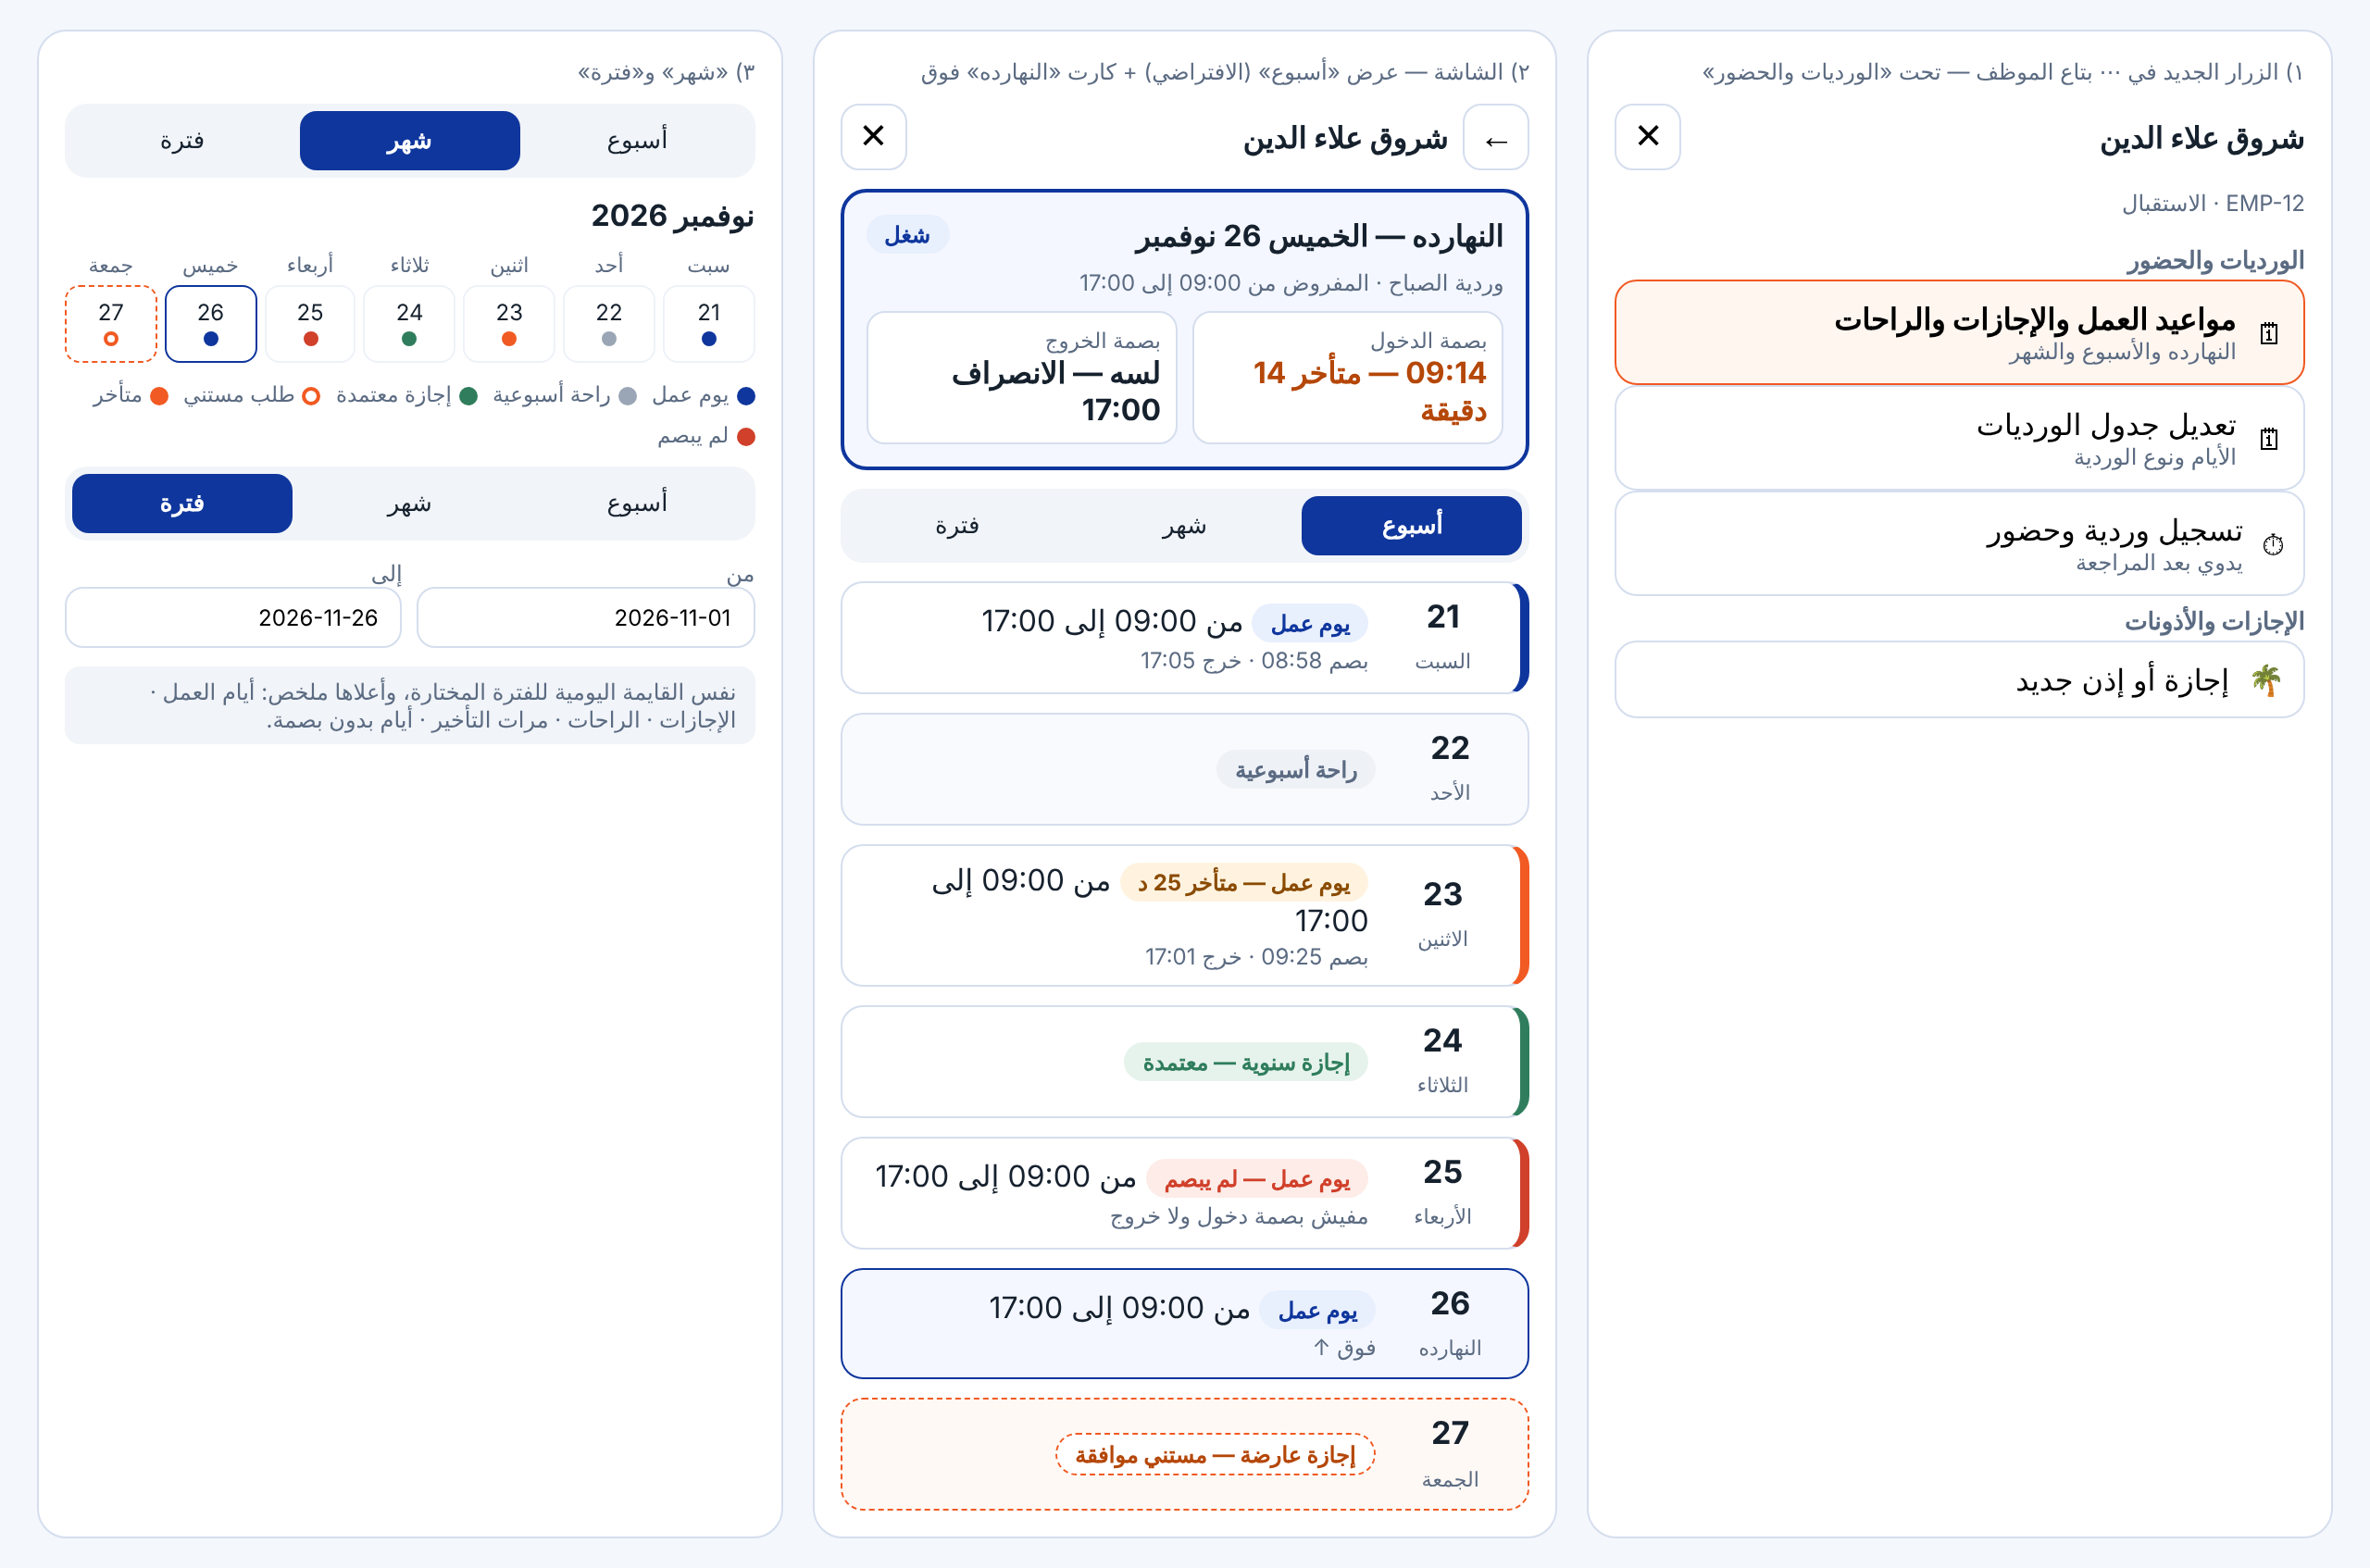 ١) الزرار الجديد في ⋯ بتاع الموظف — تحت «الورديات والحضور»
شروق علاء الدين
✕
EMP-12 · الاستقبال
الورديات والحضور
مواعيد العمل والإجازات والراحات
النهارده والأسبوع والشهر
تعديل جدول الورديات
الأيام ونوع الوردية
تسجيل وردية وحضور
يدوي بعد المراجعة
الإجازات والأذونات
إجازة أو إذن جديد
٢) الشاشة — عرض «أسبوع» (الافتراضي) + كارت «النهارده» فوق
←
شروق علاء الدين
✕
النهارده — الخميس 26 نوفمبر
شغل
وردية الصباح · المفروض من 09:00 إلى 17:00
بصمة الدخول
09:14 — متأخر 14
دقيقة
بصمة الخروج
لسه — الانصراف
17:00
أسبوع
شهر
فترة
21
السبت
يوم عمل من 09:00 إلى 17:00
بصم 08:58 · خرج 17:05
22
الأحد
راحة أسبوعية
23
الاثنين
يوم عمل — متأخر 25 د من 09:00 إلى
17:00
بصم 09:25 · خرج 17:01
24
الثلاثاء
إجازة سنوية — معتمدة
25
الأربعاء
يوم عمل — لم يبصم من 09:00 إلى 17:00
مفيش بصمة دخول ولا خروج
26
النهارده
يوم عمل من 09:00 إلى 17:00
فوق ↑
27
الجمعة
إجازة عارضة — مستني موافقة
٣) «شهر» و«فترة»
أسبوع
شهر
فترة
نوفمبر 2026
سبت أحد اثنين ثلاثاء أربعاء خميس جمعة
21 22 23 24 25 26 27
يوم عمل راحة أسبوعية إجازة معتمدة طلب مستني متأخر
لم يبصم
أسبوع
شهر
فترة
من
2026-11-01
إلى
2026-11-26
نفس القايمة اليومية للفترة المختارة، وأعلاها ملخص: أيام العمل ·
الإجازات · الراحات · مرات التأخير · أيام بدون بصمة.